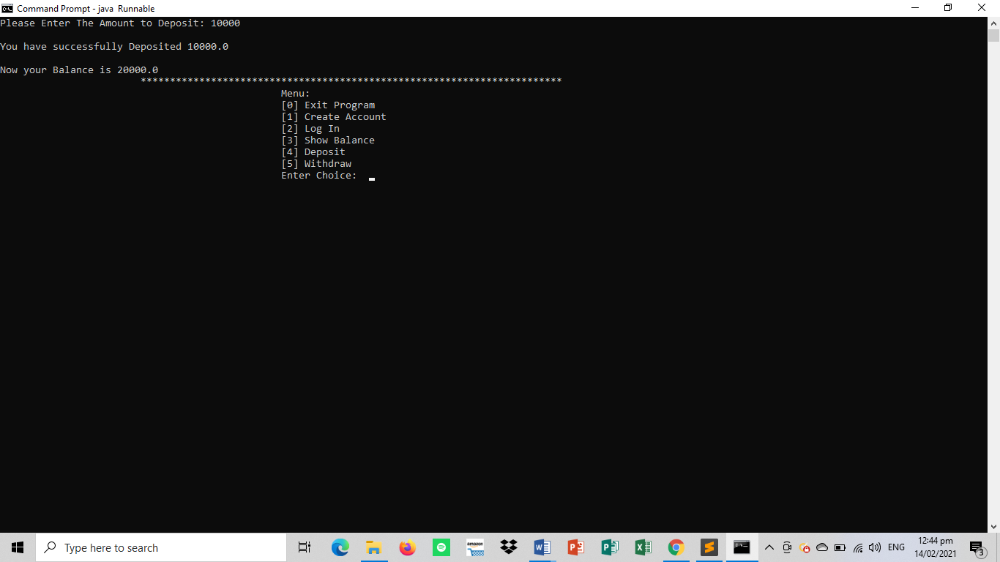 Command Prompt - java Runnable
Please Enter The Amount to Deposit: 10000
You have successfully Deposited 10000.0
Now your Balance is 20000.0
************************************************************************
Menu:
[0] Exit Program
[1] Create Account
[2] Log In
[3] Show Balance
[4] Deposit
[5] Withdraw
Enter Choice:
Type here to search
amazon
ENG
12:44 pm
14/02/2021
3